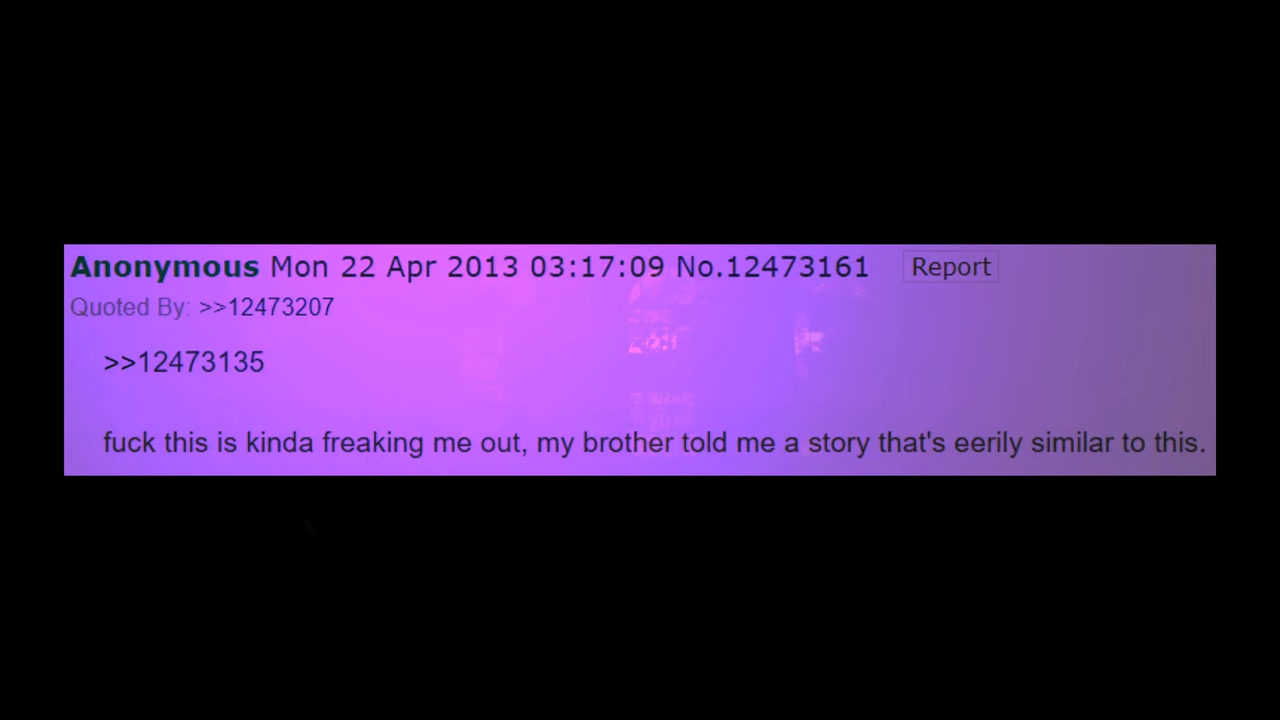 Anonymous Mon 22 Apr 2013 03:17:09 No.12473161 Report
Quoted By: >>12473207
>>12473135
fuck this is kinda freaking me out, my brother told me a story that's eerily similar to this.